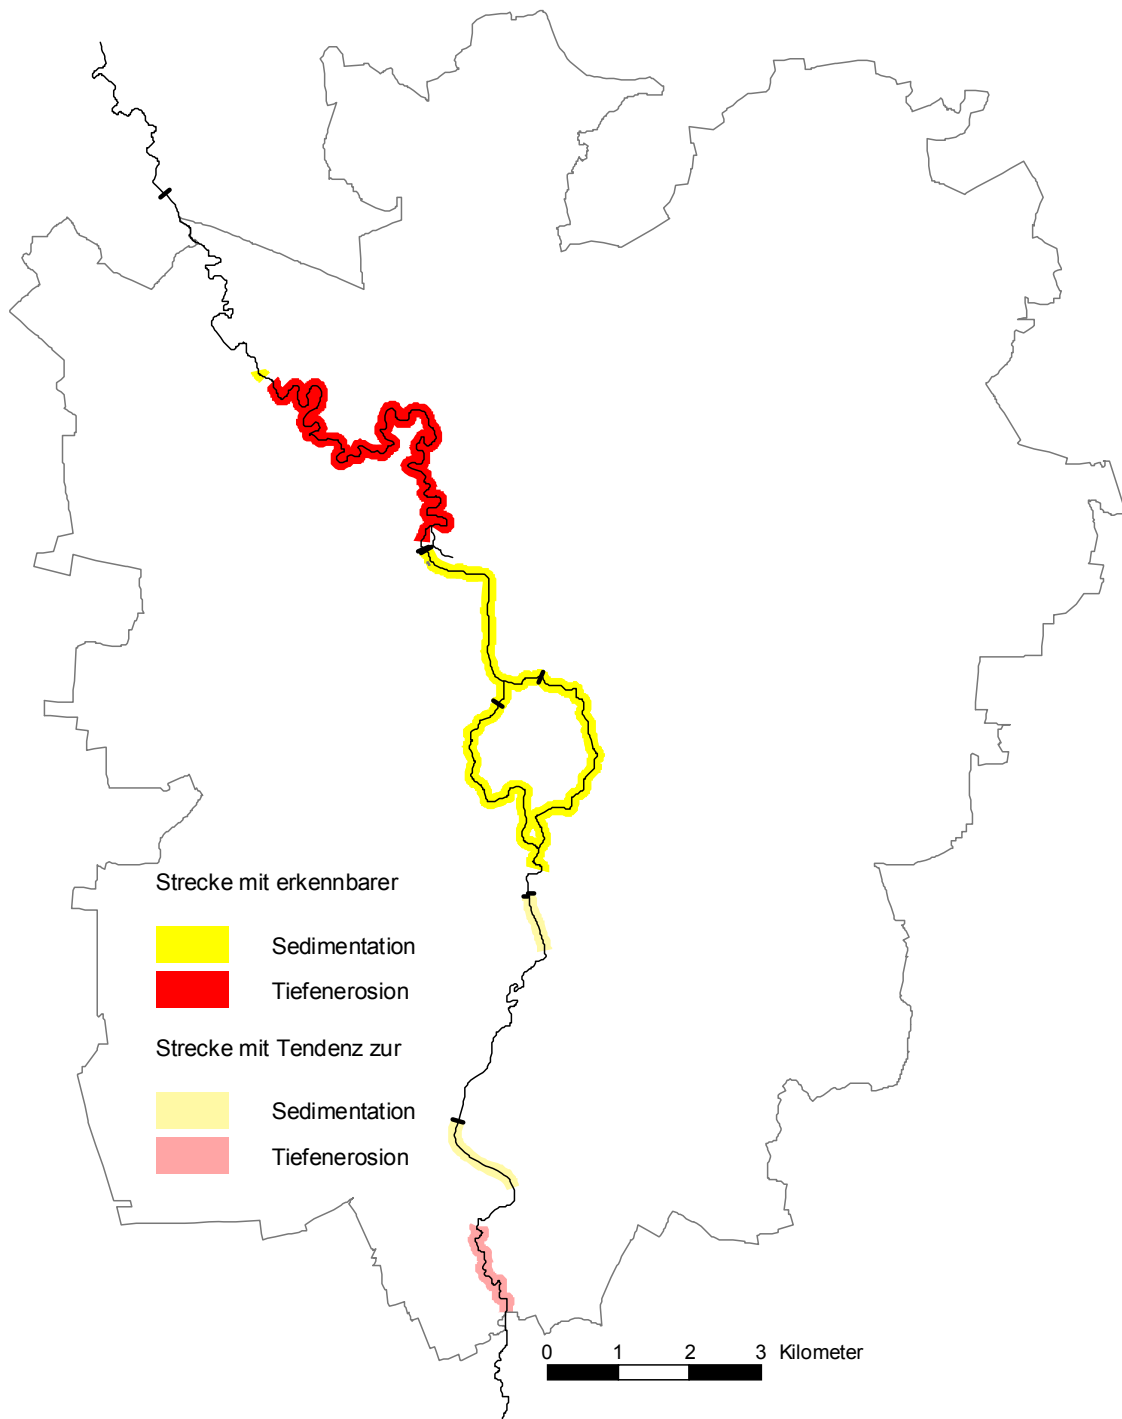 Strecke mit erkennbarer
Sedimentation
Tiefenerosion
Strecke mit Tendenz zur
Sedimentation
Tiefenerosion
0 1 2 3 Kilometer